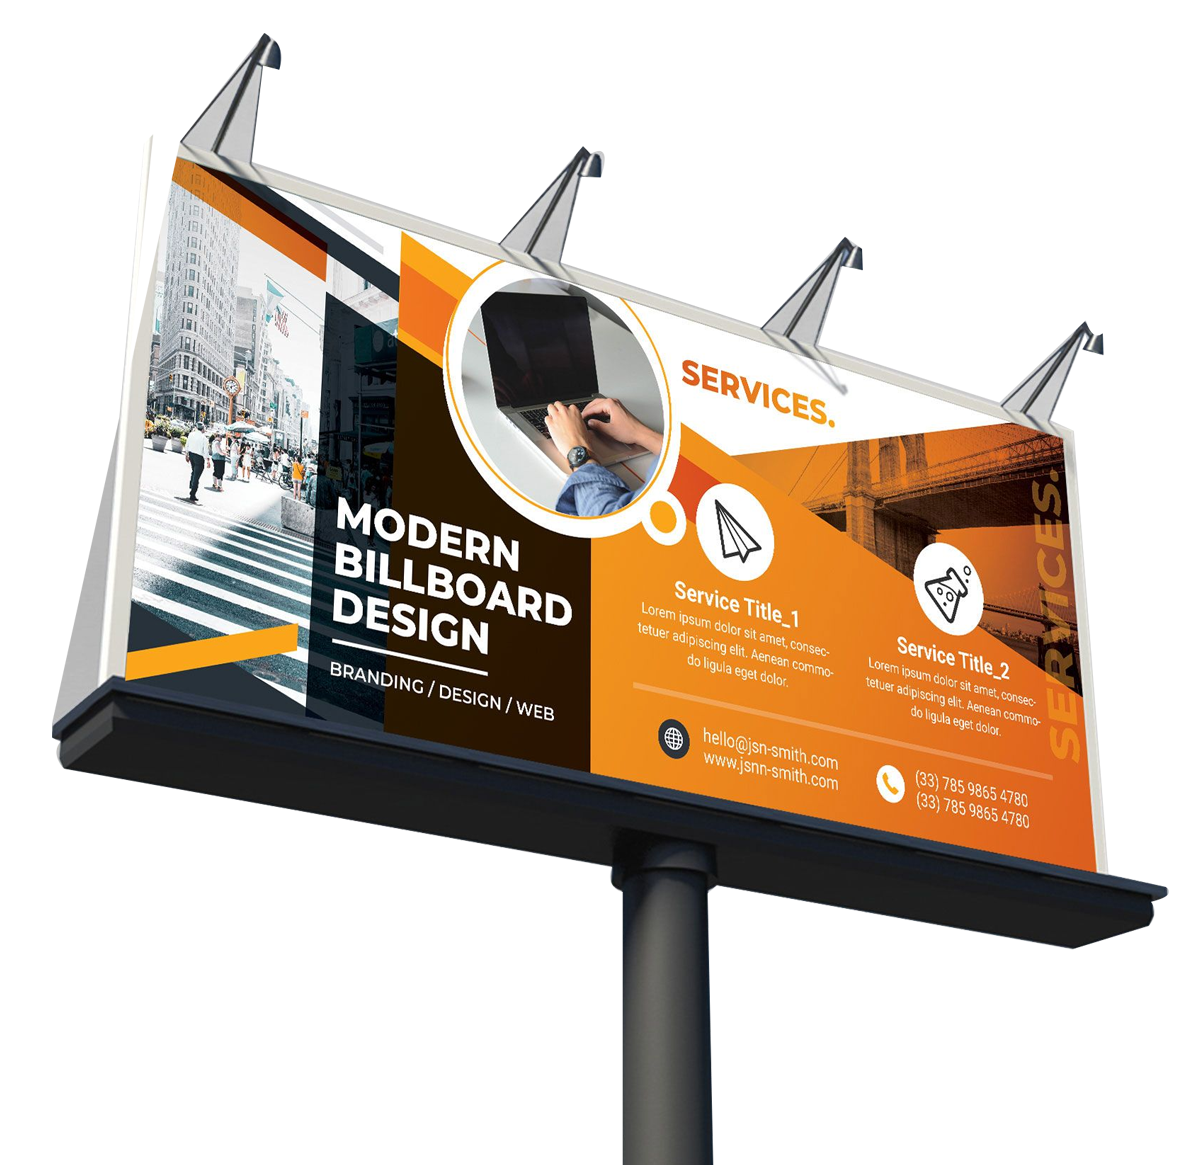 MODERN
BILLBOARD
DESIGN
BRANDING / DESIGN / WEB
SERVICES.
Service Title_1
Lorem ipsum dolor sit amet, consec-
tetuer adipiscing elit. Aenean commo-
do ligula eget dolor.
Service Title_2
Lorem ipsum dolor sit amet, consec-
tetuer adipiscing elit. Aenean commo-
do ligula eget dolor.
SERVICES.
hello@jsn-smith.com
www.jsnn-smith.com
(33) 785 9865 4780
(33) 785 9865 4780